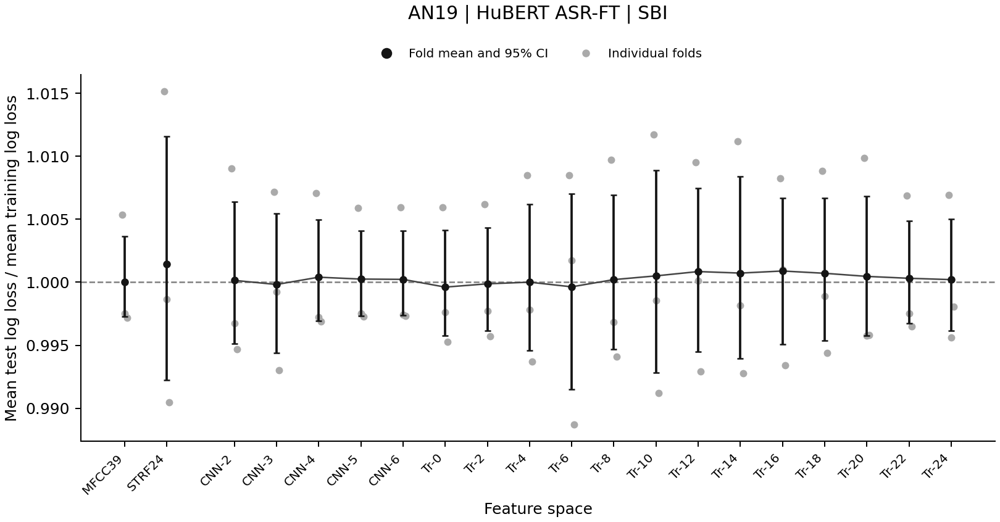 AN19 | HuBERT ASR-FT | SBI
Fold mean and 95% CI
Individual folds
Mean test log loss / mean training log loss
1.015
1.010
1.005
1.000
0.995
0.990
MFCC39
STRF24
CNN-2
CNN-3
CNN-4
CNN-5
CNN-6
Tr-0
Tr-2
Tr-4
Tr-6
Tr-8
Tr-10
Tr-12
Tr-14
Tr-16
Tr-18
Tr-20
Tr-22
Tr-24
Feature space